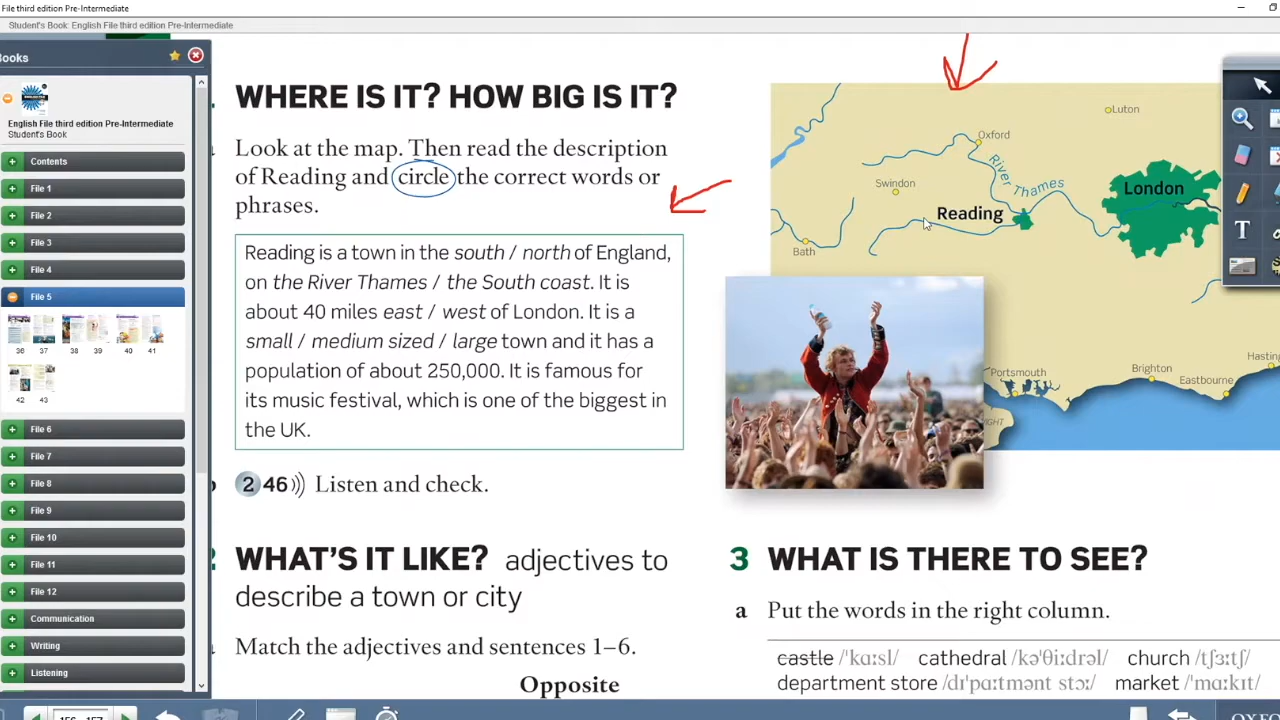 File third edition Pre-Intermediate
Student's Book: English File third edition Pre-Intermediate
Books
English File third edition Pre-Intermediate
Student's Book
Contents
File 1
File 2
File 3
File 4
File 5
36 37 38 39 40 41
42 43
File 6
File 7
File 8
File 9
File 10
File 11
File 12
Communication
Writing
Listening
WHERE IS IT? HOW BIG IS IT?
Look at the map. Then read the description
of Reading and circle the correct words or
phrases.
Reading is a town in the south / north of England,
on the River Thames / the South coast. It is
about 40 miles east / west of London. It is a
small / medium sized / large town and it has a
population of about 250,000. It is famous for
its music festival, which is one of the biggest in
the UK.
2 46 Listen and check.
2 WHAT'S IT LIKE? adjectives to
describe a town or city
Match the adjectives and sentences 1–6.
Opposite
Luton
Oxford
River Thames
Swindon
London
Reading
Bath
Portsmouth
Brighton
Eastbourne
Hasting
IGHT
3 WHAT IS THERE TO SEE?
a Put the words in the right column.
castle /ˈkɑːsl/ cathedral /kəˈθiːdrəl/ church /tʃɜːtʃ/
department store /dɪˈpɑːtmənt stɔː/ market /ˈmɑːkɪt/
156 - 157
T